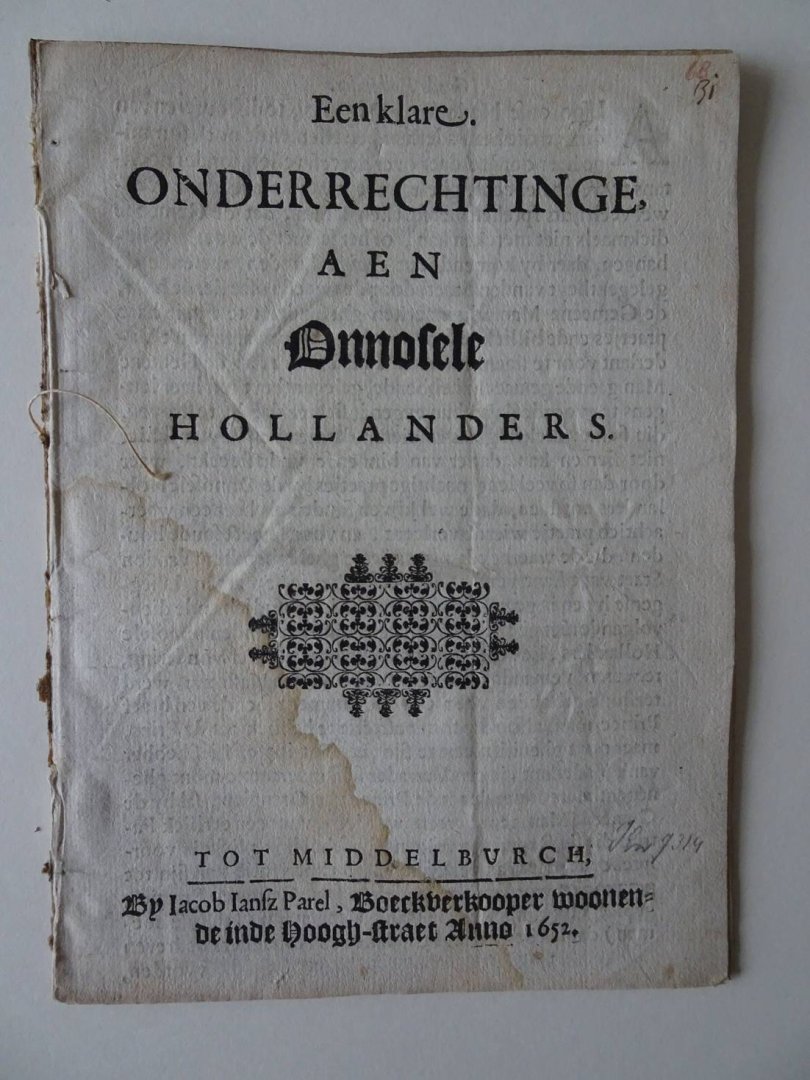 Een klare.
ONDERRECHTINGE,
AEN
Onnoſele
HOLLANDERS.
TOT MIDDELBVRCH,
By Iacob Ianſz Parel, Boeckverkooper woonen-
de inde Hoogh-ſtraet Anno 1652.